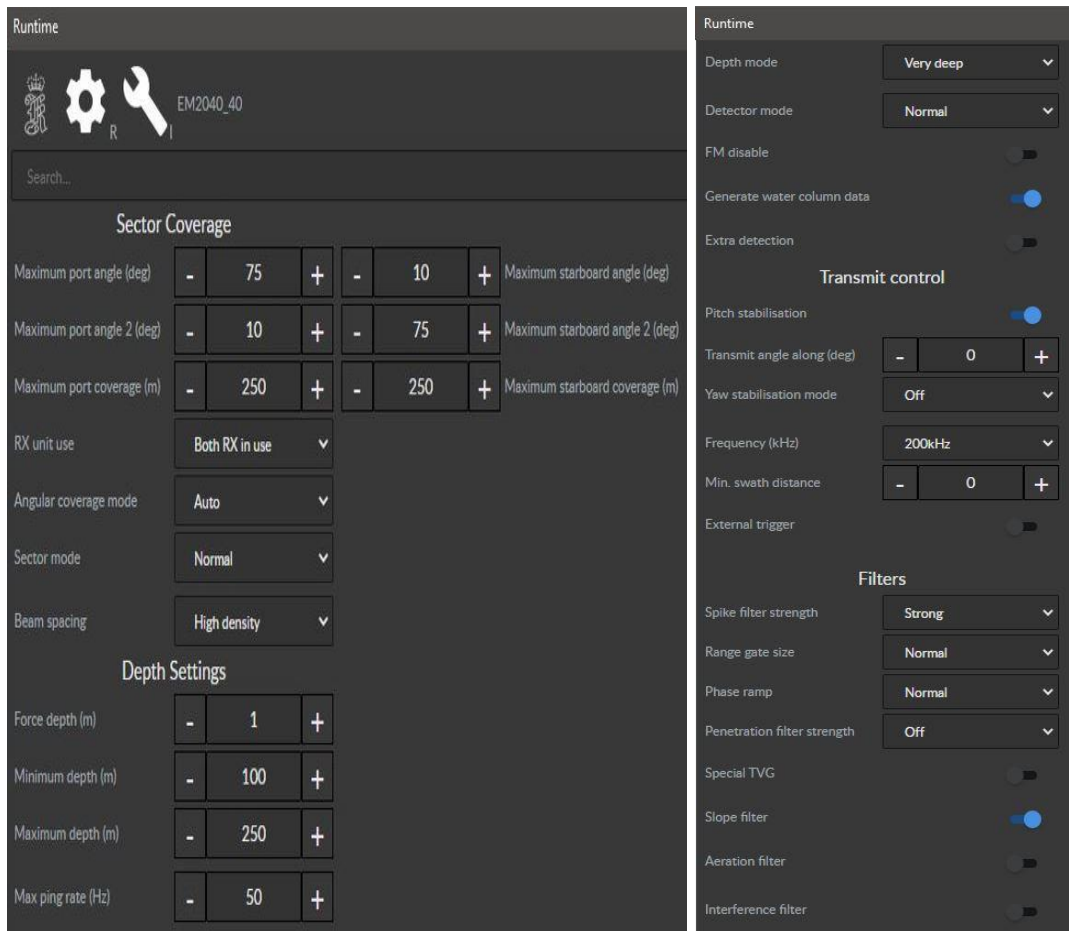 Runtime
R
I
EM2040_40
Search...
Sector Coverage
Maximum port angle (deg) - 75 + - 10 + Maximum starboard angle (deg)
Maximum port angle 2 (deg) - 10 + - 75 + Maximum starboard angle 2 (deg)
Maximum port coverage (m) - 250 + - 250 + Maximum starboard coverage (m)
RX unit use Both RX in use
Angular coverage mode Auto
Sector mode Normal
Beam spacing High density
Depth Settings
Force depth (m) - 1 +
Minimum depth (m) - 100 +
Maximum depth (m) - 250 +
Max ping rate (Hz) - 50 +
Runtime
Depth mode Very deep
Detector mode Normal
FM disable
Generate water column data
Extra detection
Transmit control
Pitch stabilisation
Transmit angle along (deg) - 0 +
Yaw stabilisation mode Off
Frequency (kHz) 200kHz
Min. swath distance - 0 +
External trigger
Filters
Spike filter strength Strong
Range gate size Normal
Phase ramp Normal
Penetration filter strength Off
Special TVG
Slope filter
Aeration filter
Interference filter